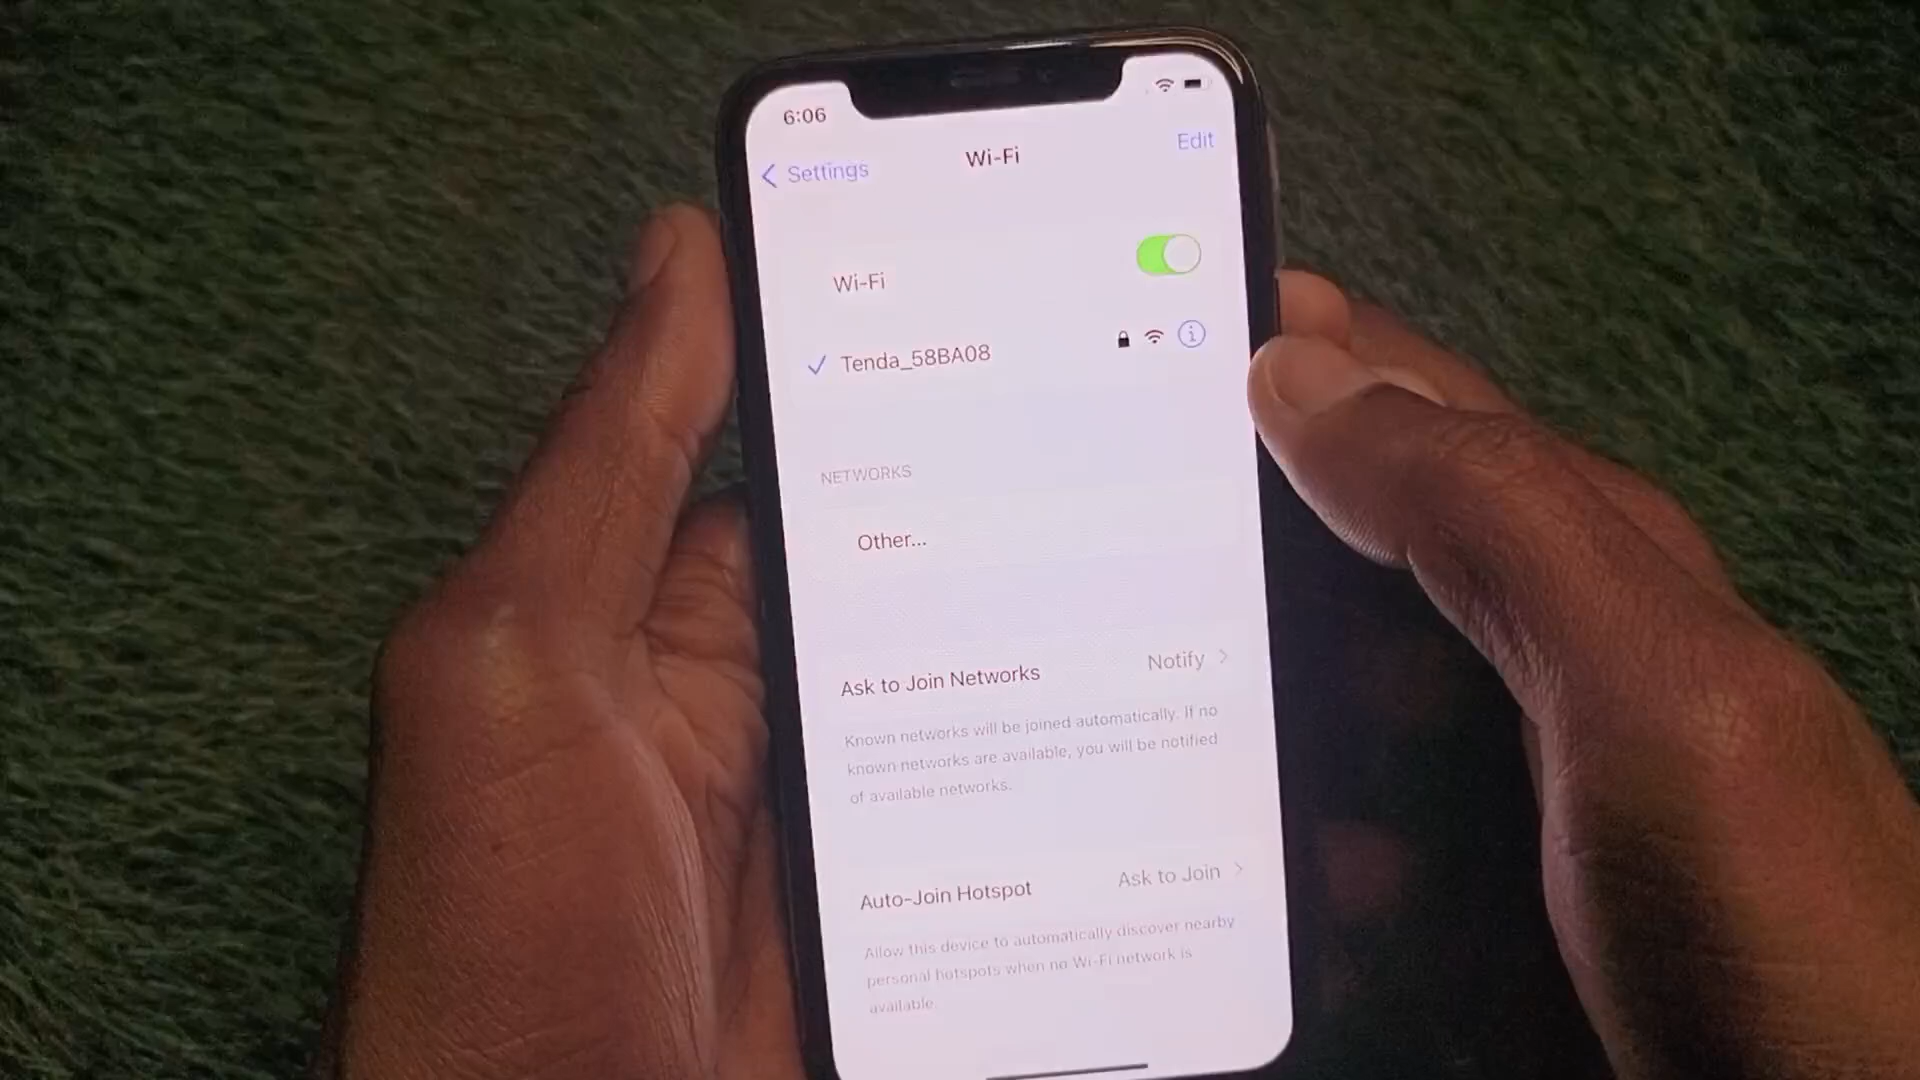 6:06
Settings
Wi-Fi
Edit
Wi-Fi
Tenda_58BA08
NETWORKS
Other...
Ask to Join Networks
Notify
Known networks will be joined automatically. If no
known networks are available, you will be notified
of available networks.
Auto-Join Hotspot
Ask to Join
Allow this device to automatically discover nearby
personal hotspots when no Wi-Fi network is
available.